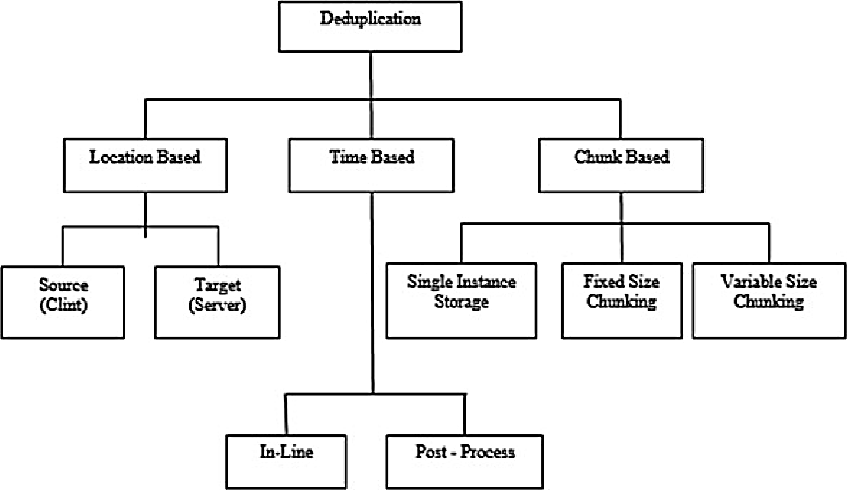 Deduplication
Location Based
Time Based
Chunk Based
Source
(Clint)
Target
(Server)
Single Instance
Storage
Fixed Size
Chunking
Variable Size
Chunking
In-Line
Post - Process